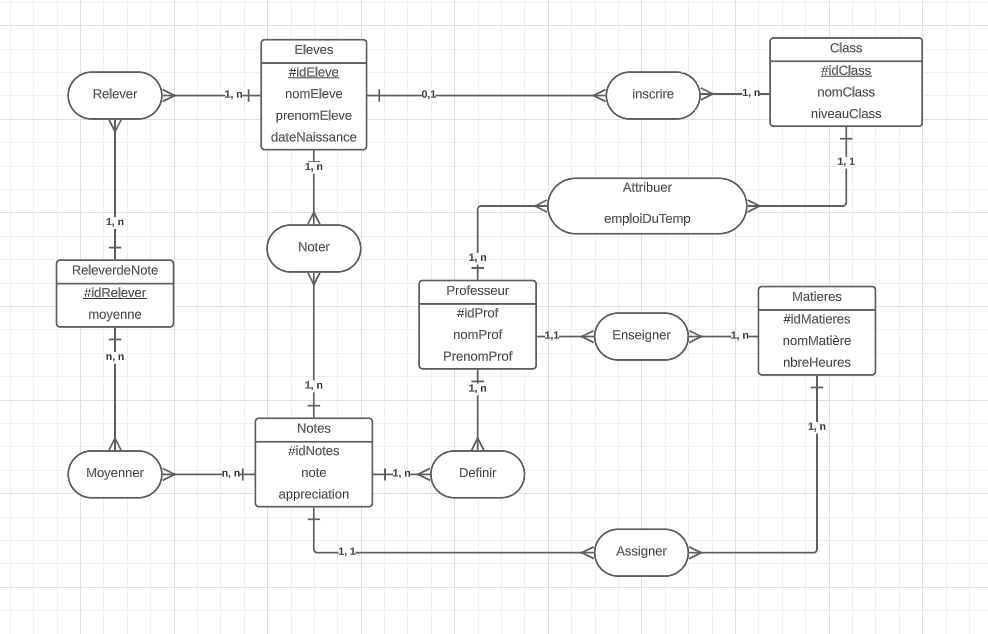 Eleves
#idEleve
nomEleve
prenomEleve
dateNaissance
Class
#idClass
nomClass
niveauClass
Relever
1, n
0,1
inscrire
1, n
1, n
1, 1
Attribuer
emploiDuTemp
1, n
Noter
1, n
ReleverdeNote
#idRelever
moyenne
Professeur
#idProf
nomProf
PrenomProf
Matieres
#idMatieres
nomMatière
nbreHeures
1,1
Enseigner
1, n
n, n
1, n
1, n
1, n
Notes
#idNotes
note
appreciation
Moyenner
n, n
1, n
Definir
1, 1
Assigner